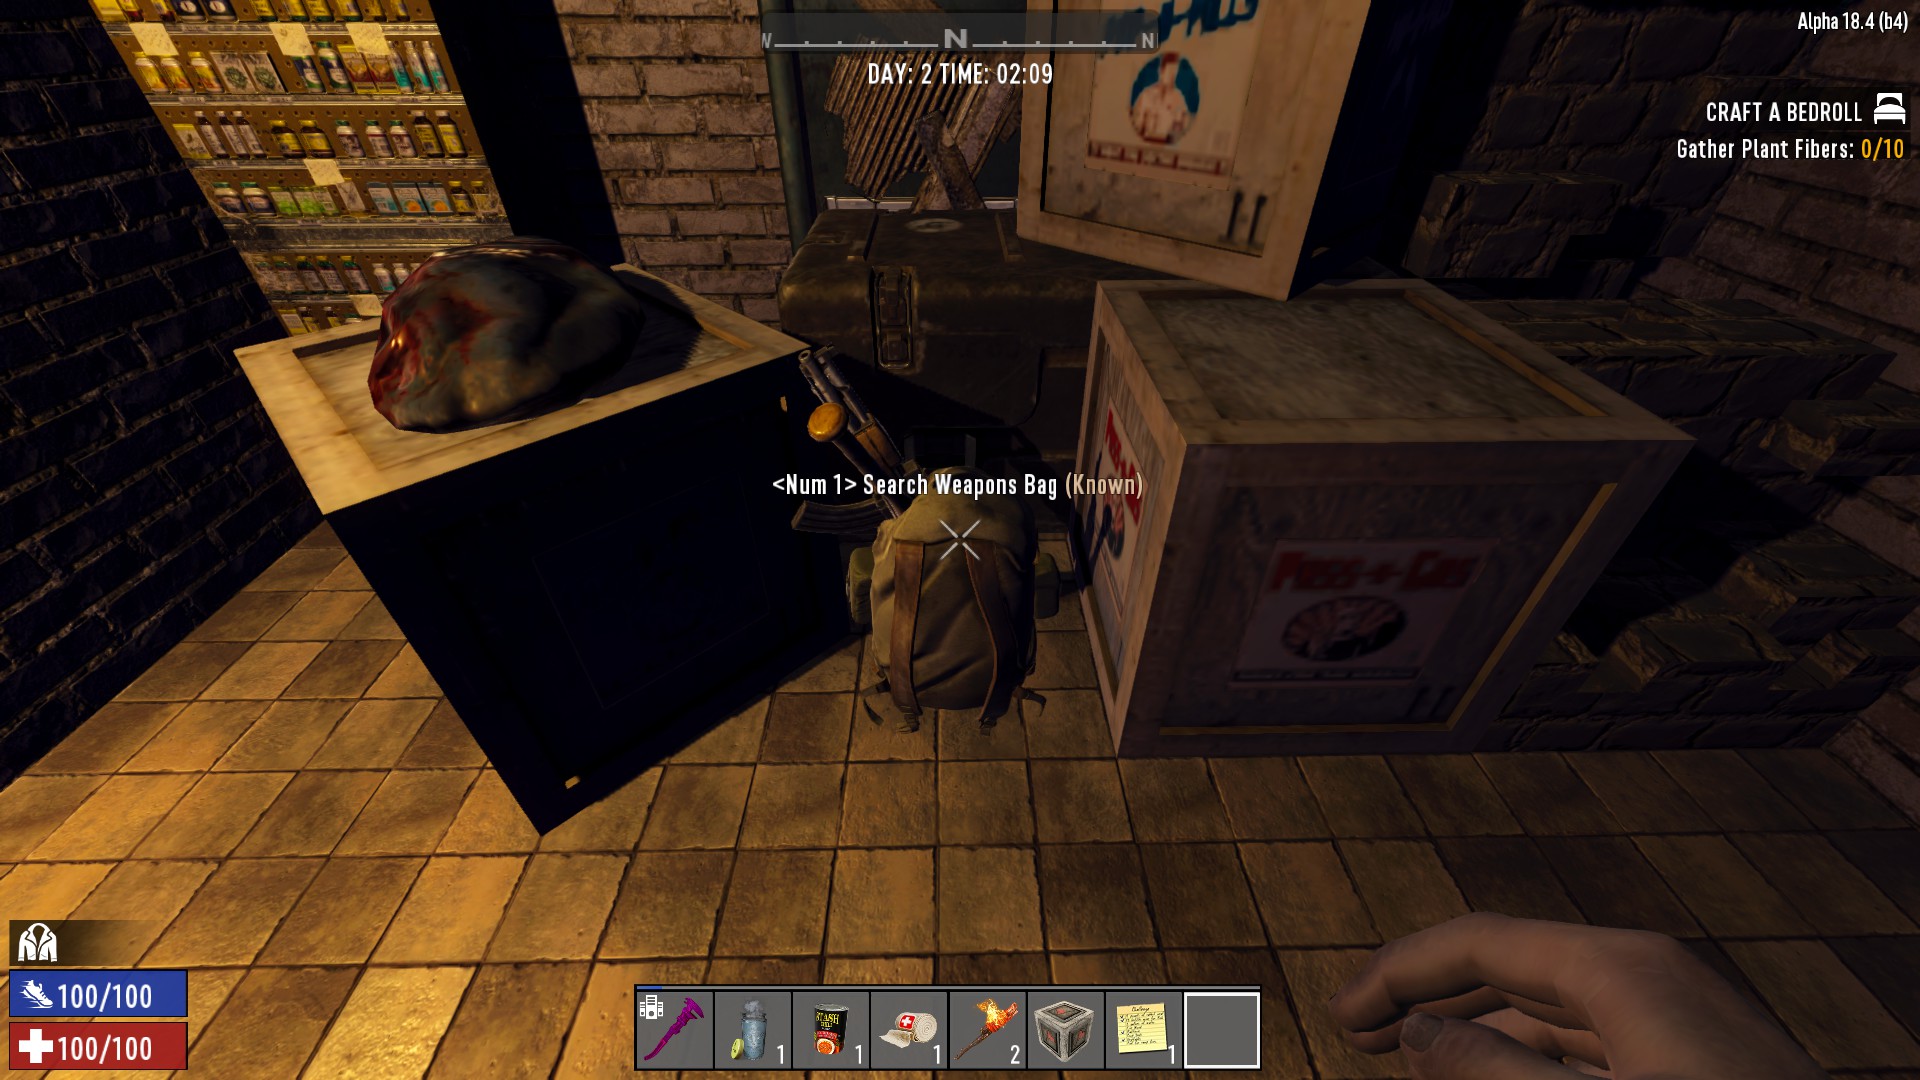 W N N
Alpha 18.4 (b4)
DAY: 2 TIME: 02:09
CRAFT A BEDROLL
Gather Plant Fibers: 0/10
<Num 1> Search Weapons Bag (Known)
100/100
100/100
1
1
1
2
1